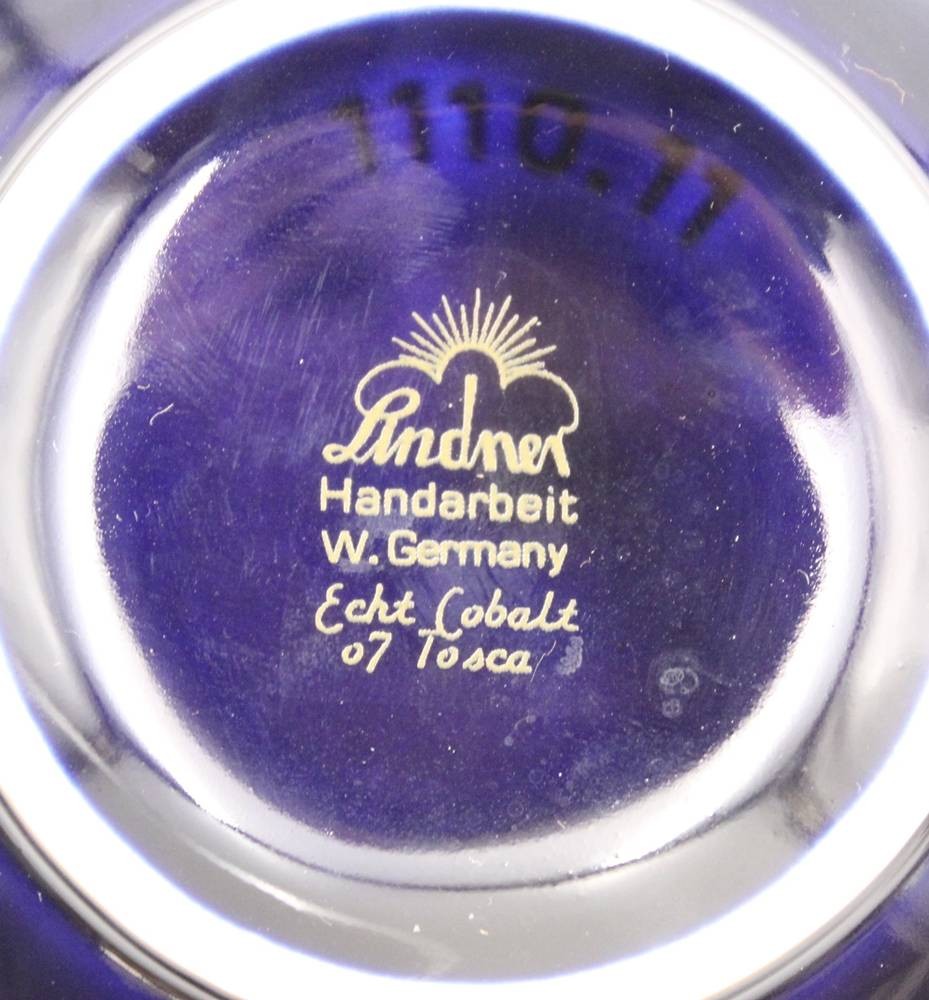 1110.11
Lindner
Handarbeit
W. Germany
Echt Cobalt
07 Tosca